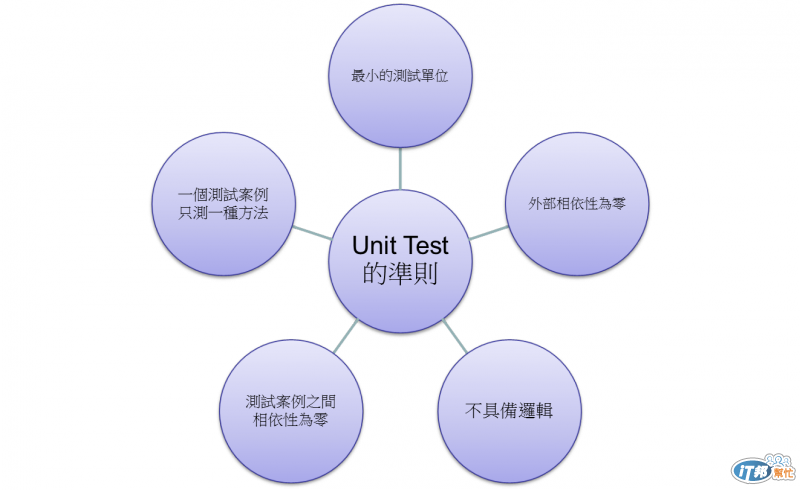 最小的測試單位
一個測試案例
只測一種方法
外部相依性為零
Unit Test
的準則
測試案例之間
相依性為零
不具備邏輯
iT邦
幫忙